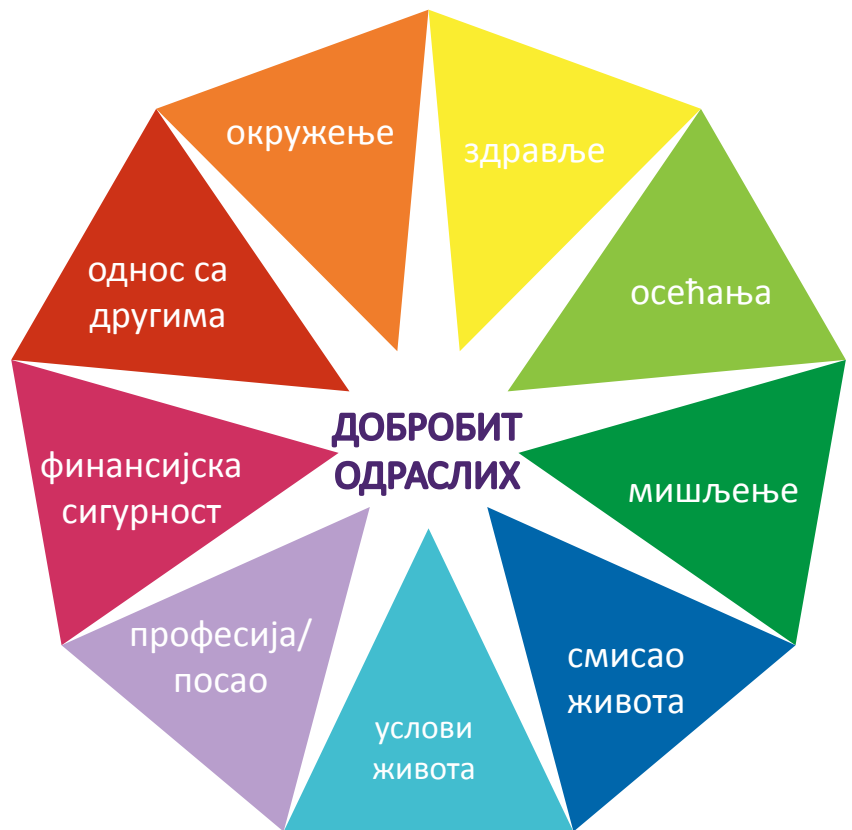 окружење
здравље
осећања
мишљење
смисао
живота
услови
живота
професија/
посао
финансијска
сигурност
однос са
другима
ДОБРОБИТ
ОДРАСЛИХ